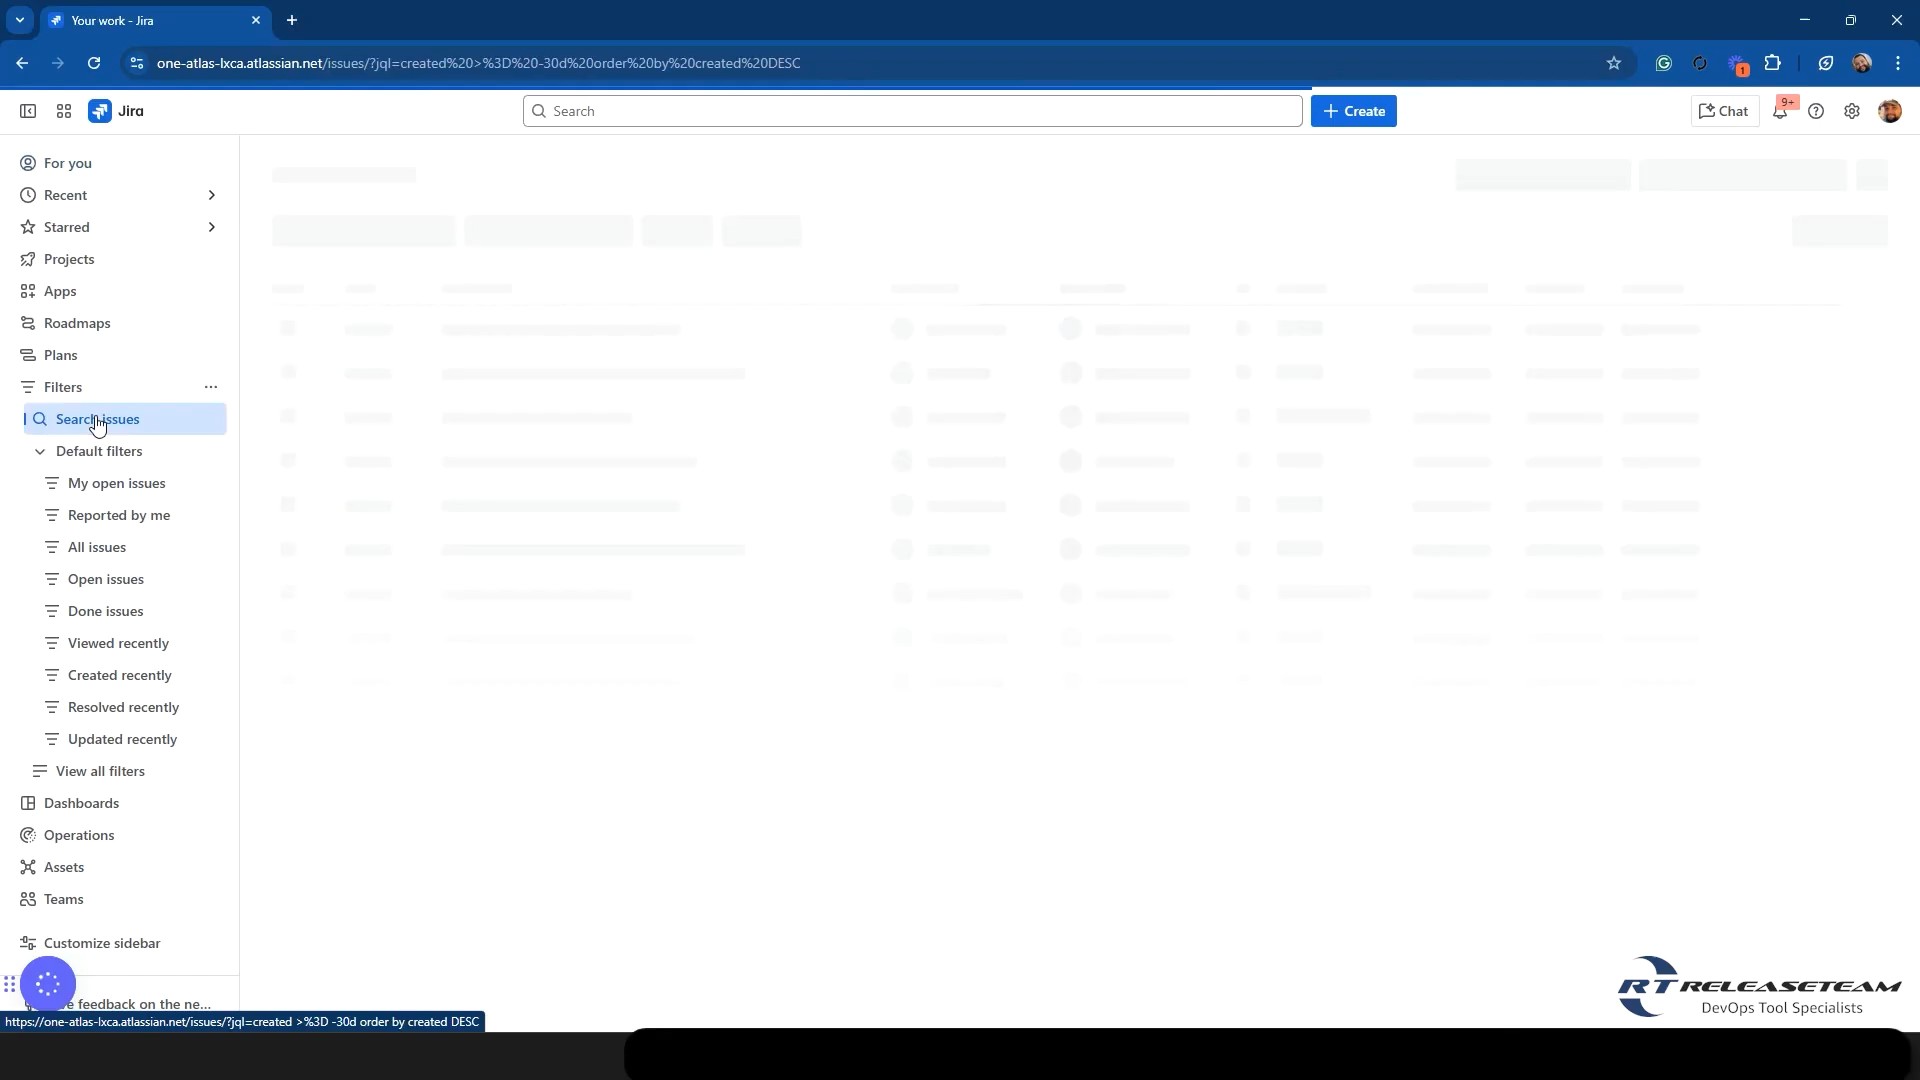 Your work - Jira
one-atlas-lxca.atlassian.net/issues/?jql=created%20>%3D%20-30d%20order%20by%20created%20DESC
1
Jira
Search
Create
Chat
9+
For you
Recent
Starred
Projects
Apps
Roadmaps
Plans
Filters
Search issues
Default filters
My open issues
Reported by me
All issues
Open issues
Done issues
Viewed recently
Created recently
Resolved recently
Updated recently
View all filters
Dashboards
Operations
Assets
Teams
Customize sidebar
feedback on the ne...
https://one-atlas-lxca.atlassian.net/issues/?jql=created >%3D -30d order by created DESC
RT RELEASETEAM
DevOps Tool Specialists